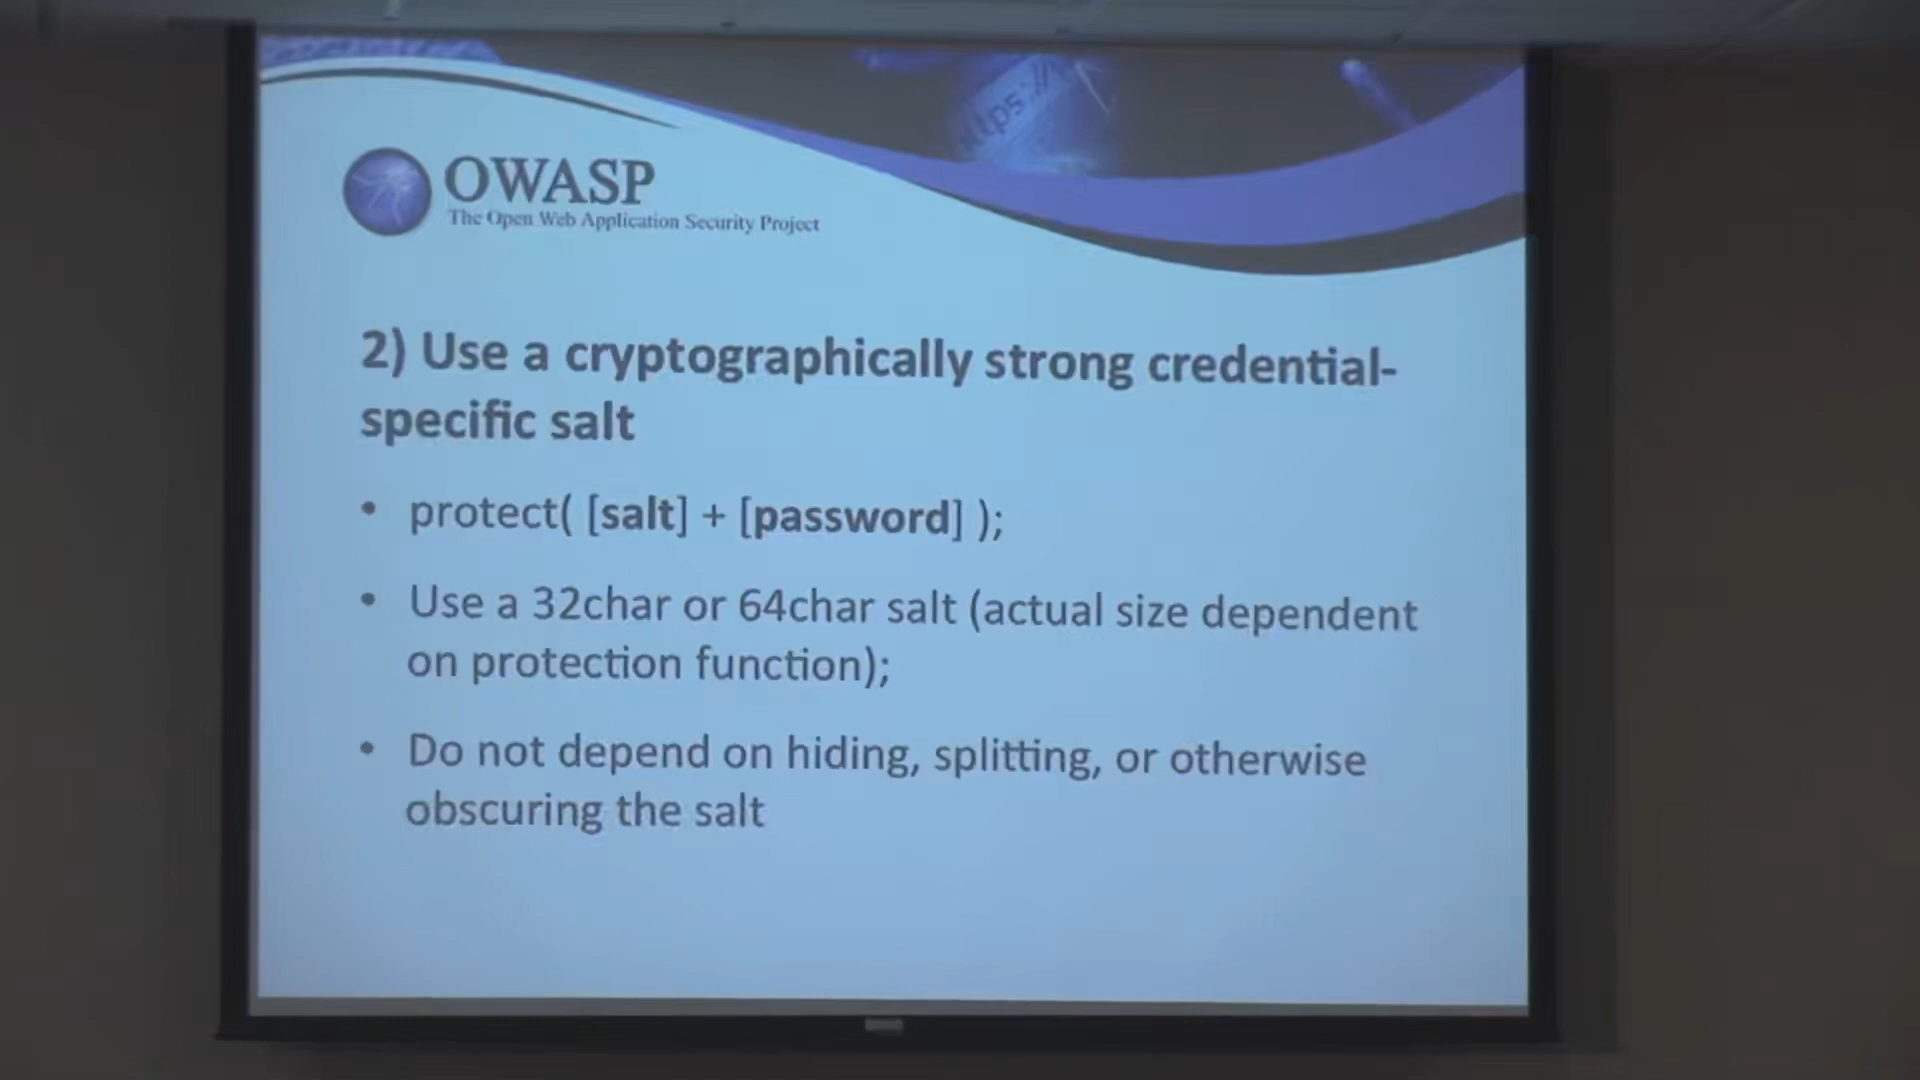 ttps://
OWASP
The Open Web Application Security Project
2) Use a cryptographically strong credential-
specific salt
• protect( [salt] + [password] );
• Use a 32char or 64char salt (actual size dependent
on protection function);
• Do not depend on hiding, splitting, or otherwise
obscuring the salt